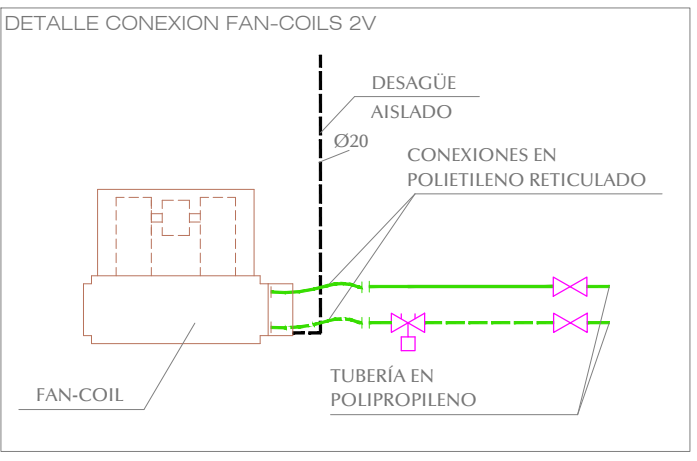 DETALLE CONEXION FAN-COILS 2V
DESAGÜE
AISLADO
Ø20
CONEXIONES EN
POLIETILENO RETICULADO
TUBERÍA EN
POLIPROPILENO
FAN-COIL